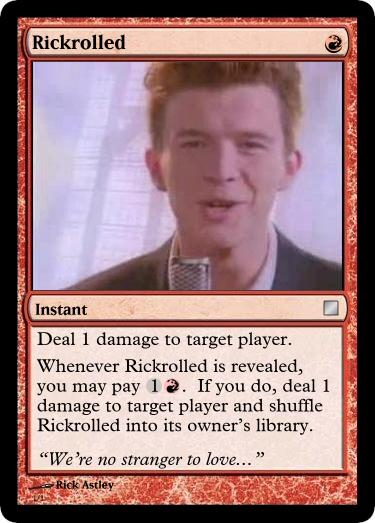 Rickrolled
Instant
Deal 1 damage to target player.
Whenever Rickrolled is revealed,
you may pay 1 . If you do, deal 1
damage to target player and shuffle
Rickrolled into its owner's library.
“We're no stranger to love…”
Rick Astley
1/1